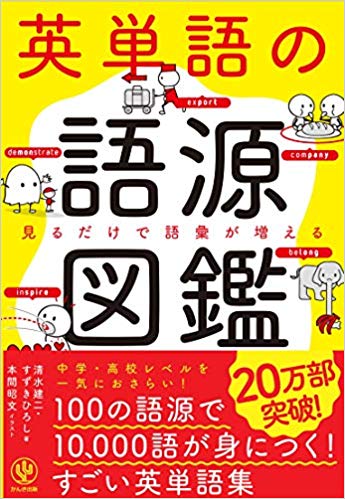 英単語の
語源
図鑑
見るだけで語彙が増える
export
demonstrate
company
belong
inspire
清水建二・
すずきひろし 著
本間昭文 イラスト
中学・高校レベルを
一気におさらい!
100の語源で
10,000語が身につく!
すごい英単語集
20万部
突破!
かんき出版